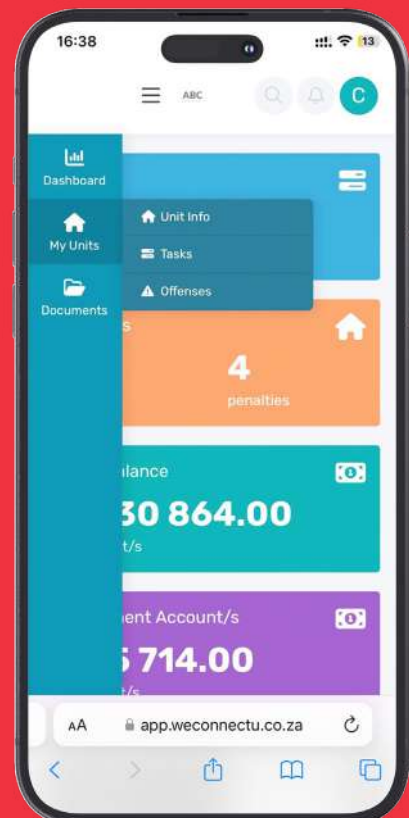 16:38
13
ABC
C
Dashboard
My Units
Unit Info
Tasks
Offenses
Documents
s
4
penalties
lance
30 864.00
t/s
ent Account/s
5 714.00
t/s
AA
app.weconnectu.co.za